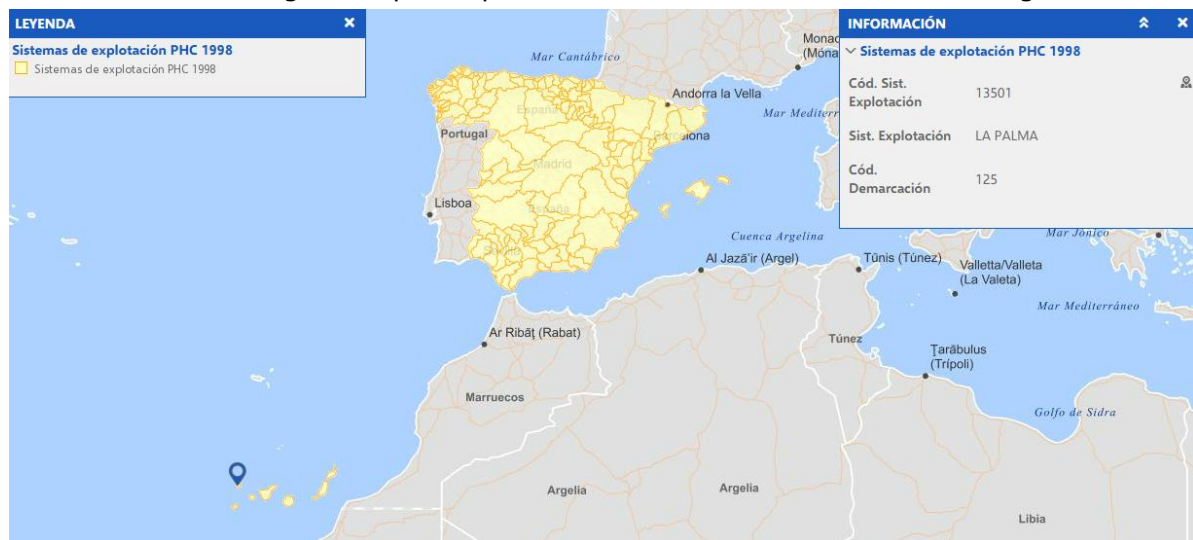 LEYENDA
Sistemas de explotación PHC 1998
Sistemas de explotación PHC 1998
INFORMACIÓN
Sistemas de explotación PHC 1998
Cód. Sist.
Explotación
13501
Sist. Explotación
LA PALMA
Cód.
Demarcación
125
Mar Cantábrico
Andorra la Vella
España
Portugal
Madrid
Lisboa
España
Cuenca Argelina
Mar Jónico
Al Jazā'ir (Argel)
Tūnis (Túnez)
Valletta/Valleta
(La Valeta)
Mar Mediterráneo
Ar Ribāţ (Rabat)
Túnez
Ţarābulus
(Trípoli)
Marruecos
Golfo de Sidra
Argelia
Argelia
Libia